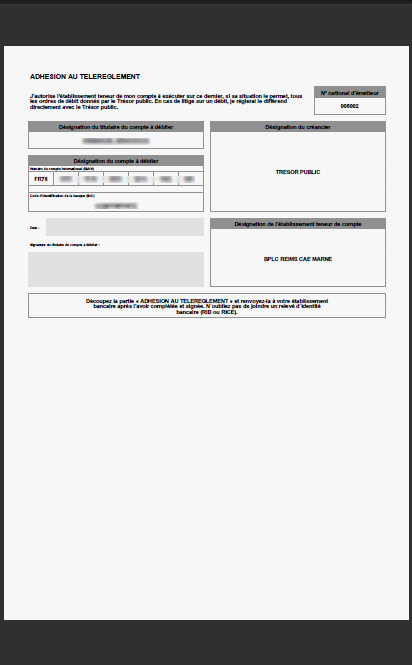 ADHESION AU TELEREGLEMENT
J'autorise l'établissement teneur de mon compte à exécuter sur ce dernier, si sa situation le permet, tous
les ordres de débit donnés par le Trésor public. En cas de litige sur un débit, je réglerai le différend
directement avec le Trésor public.
N° national d'émetteur
005002
Désignation du titulaire du compte à débiter
Désignation du créancier
TRESOR PUBLIC
Désignation du compte à débiter
Numéro de compte international (IBAN)
FR76
Code d'identification de la banque (BIC)
Date :
Signature du titulaire du compte à débiter :
Désignation de l'établissement teneur de compte
BPLC REIMS CAE MARNE
Découpez la partie « ADHESION AU TELEREGLEMENT » et renvoyez-la à votre établissement
bancaire après l'avoir complétée et signée. N'oubliez pas de joindre un relevé d'identité
bancaire (RIB ou RICE).